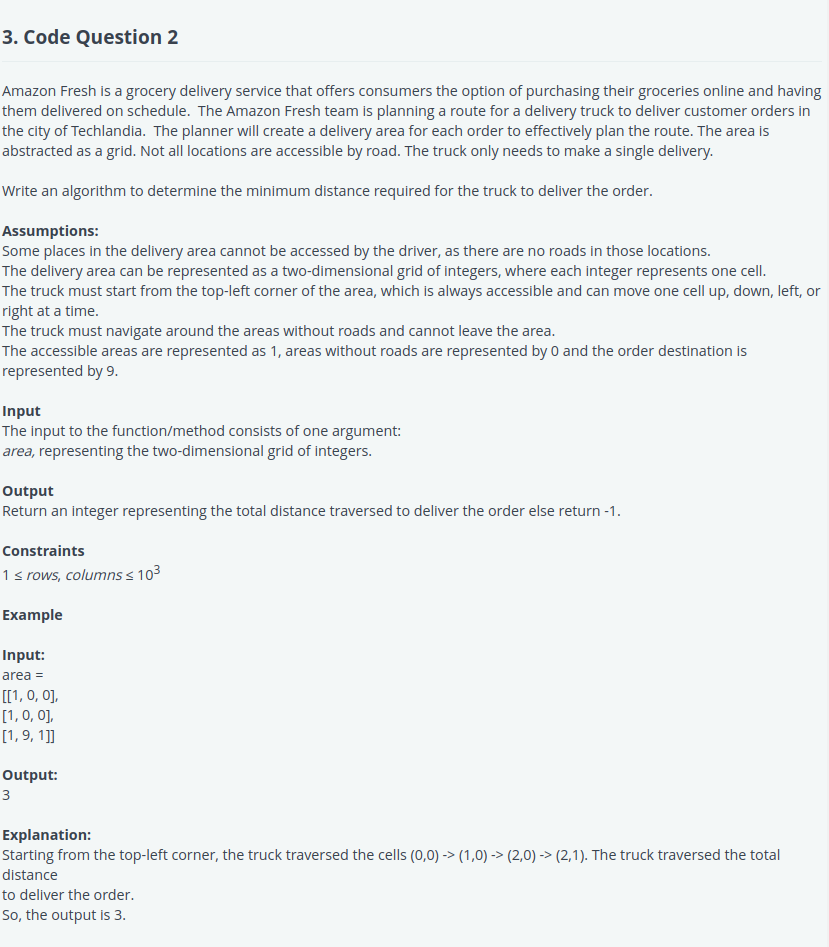 3. Code Question 2
Amazon Fresh is a grocery delivery service that offers consumers the option of purchasing their groceries online and having
them delivered on schedule.  The Amazon Fresh team is planning a route for a delivery truck to deliver customer orders in
the city of Techlandia.  The planner will create a delivery area for each order to effectively plan the route. The area is
abstracted as a grid. Not all locations are accessible by road. The truck only needs to make a single delivery.
Write an algorithm to determine the minimum distance required for the truck to deliver the order.
Assumptions:
Some places in the delivery area cannot be accessed by the driver, as there are no roads in those locations.
The delivery area can be represented as a two-dimensional grid of integers, where each integer represents one cell.
The truck must start from the top-left corner of the area, which is always accessible and can move one cell up, down, left, or
right at a time.
The truck must navigate around the areas without roads and cannot leave the area.
The accessible areas are represented as 1, areas without roads are represented by 0 and the order destination is
represented by 9.
Input
The input to the function/method consists of one argument:
area, representing the two-dimensional grid of integers.
Output
Return an integer representing the total distance traversed to deliver the order else return -1.
Constraints
1 ≤ rows, columns ≤ 10³
Example
Input:
area =
[[1, 0, 0],
[1, 0, 0],
[1, 9, 1]]
Output:
3
Explanation:
Starting from the top-left corner, the truck traversed the cells (0,0) -> (1,0) -> (2,0) -> (2,1). The truck traversed the total
distance
to deliver the order.
So, the output is 3.